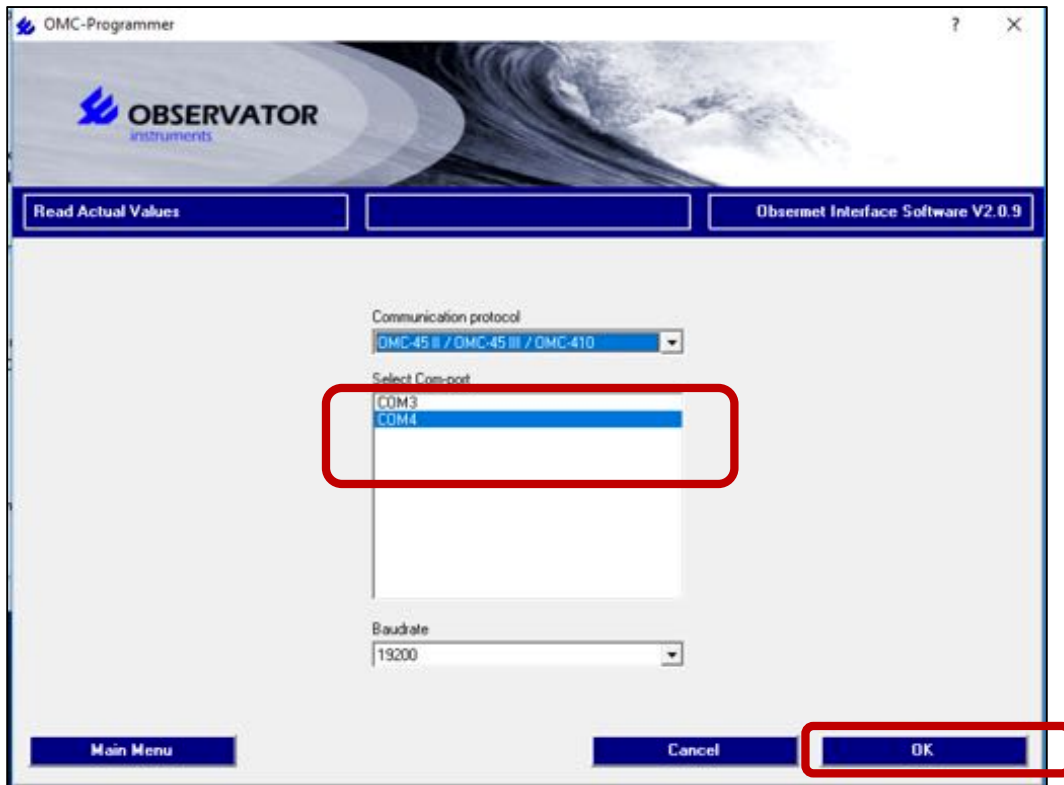 OMC-Programmer ?
OBSERVATOR
instruments
Read Actual Values
Obsermet Interface Software V2.0.9
Communication protocol
OMC-45 II / OMC-45 III / OMC-410
Select Com-port
COM3
COM4
Baudrate
19200
Main Menu
Cancel
OK